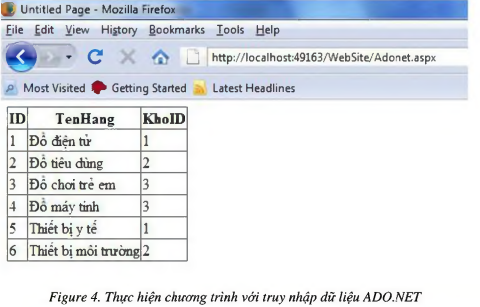 Untitled Page - Mozilla Firefox
File Edit View History Bookmarks Tools Help
http://localhost:49163/WebSite/Adonet.aspx
Most Visited Getting Started Latest Headlines
ID TenHang KhoID
1 Đồ điện tử 1
2 Đồ tiêu dùng 2
3 Đồ chơi trẻ em 3
4 Đồ máy tính 3
5 Thiết bị y tế 1
6 Thiết bị môi trường 2
Figure 4. Thực hiện chương trình với truy nhập dữ liệu ADO.NET